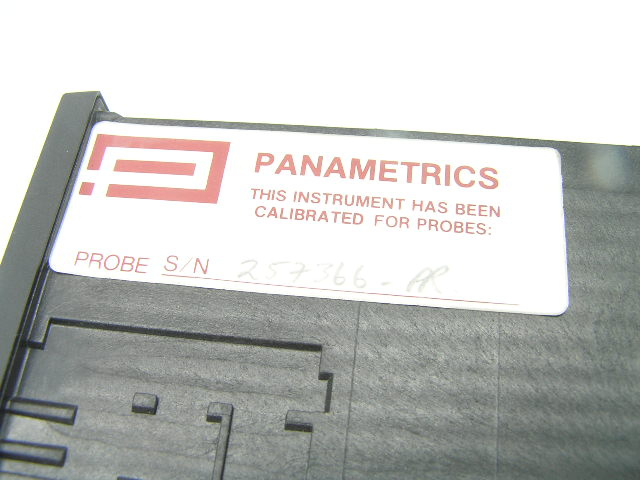 PANAMETRICS
THIS INSTRUMENT HAS BEEN
CALIBRATED FOR PROBES:
PROBE S/N 257366-AR